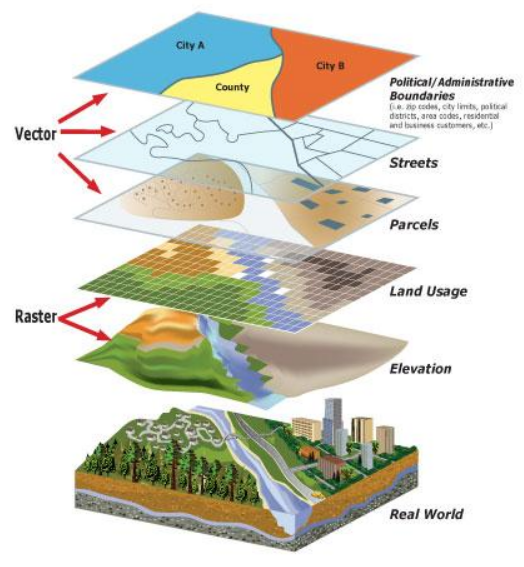 City A
City B
County
Political/Administrative
Boundaries
(i.e. zip codes, city limits, political
districts, area codes, residential
and business customers, etc.)
Vector
Streets
Parcels
Land Usage
Raster
Elevation
Real World